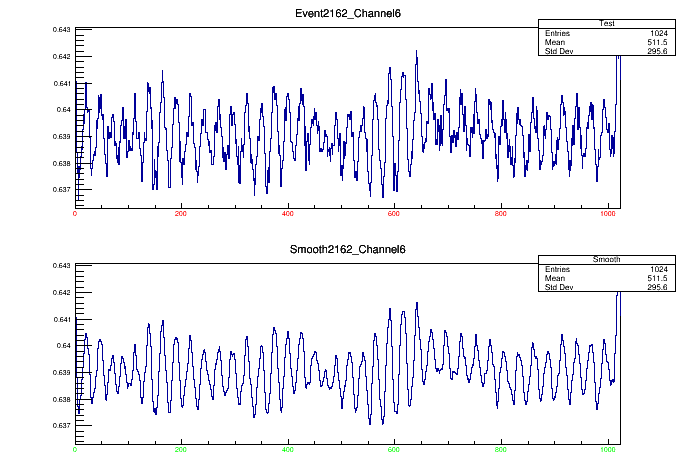 Event2162_Channel6
Test
Entries 1024
Mean 511.5
Std Dev 295.6
0.643
0.642
0.641
0.64
0.639
0.638
0.637
0 200 400 600 800 1000
Smooth2162_Channel6
Smooth
Entries 1024
Mean 511.5
Std Dev 295.6
0.643
0.642
0.641
0.64
0.639
0.638
0.637
0 200 400 600 800 1000